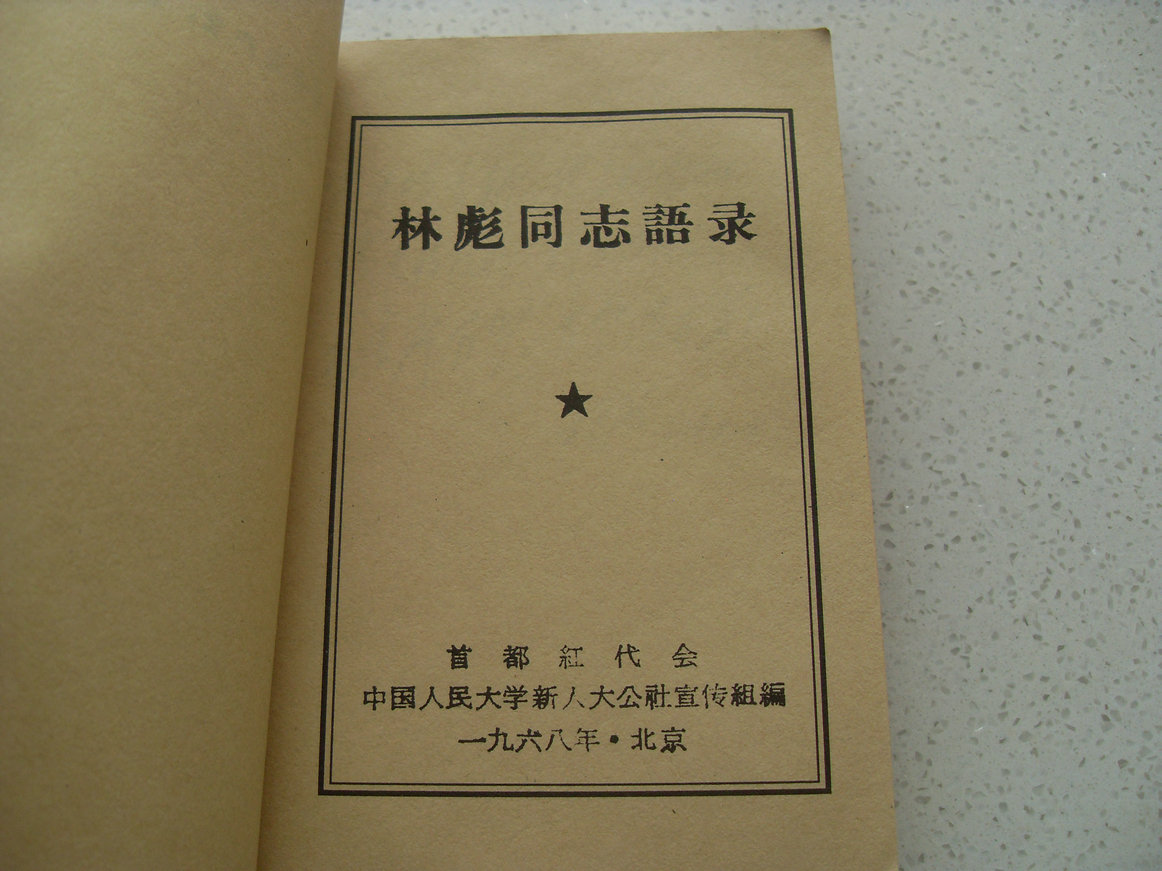 林彪同志語录
★
首都紅代会
中国人民大学新人大公社宣传組編
一九六八年·北京